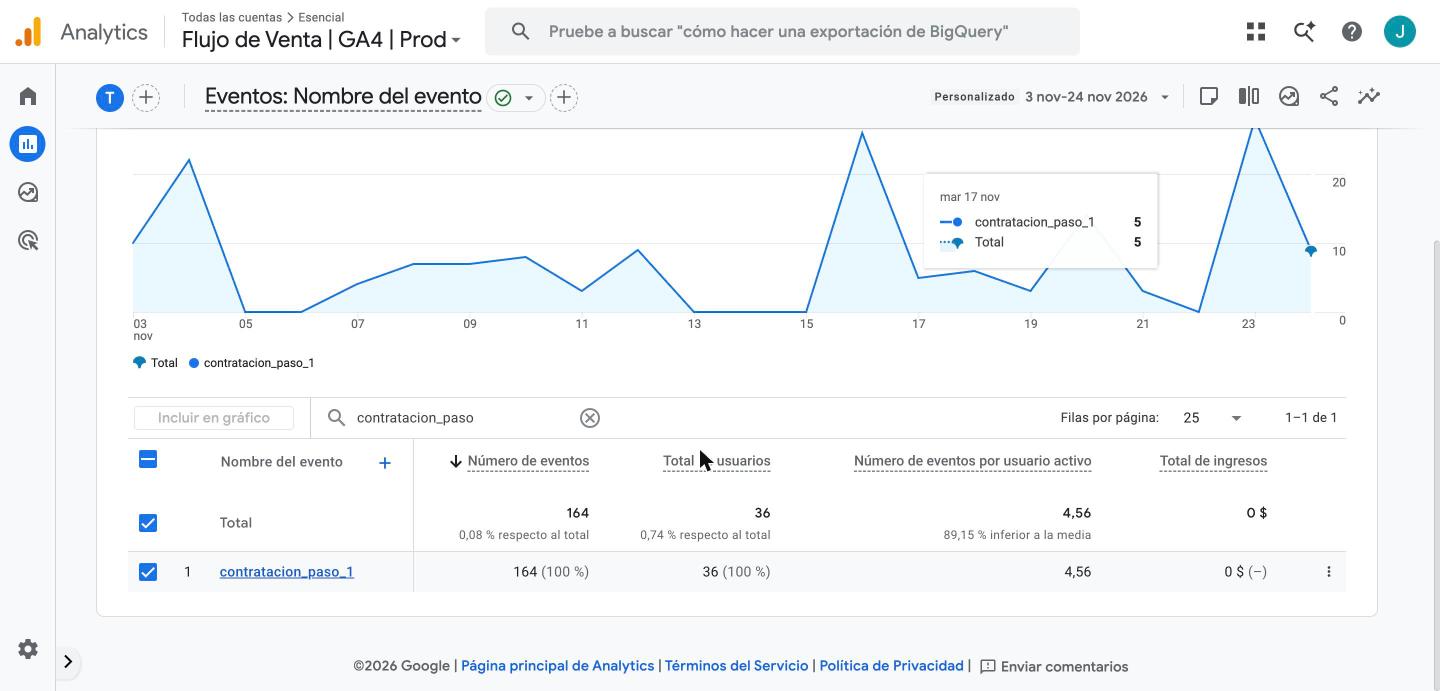 Analytics
Todas las cuentas > Esencial
Flujo de Venta | GA4 | Prod
Pruebe a buscar "cómo hacer una exportación de BigQuery"
J
T
Eventos: Nombre del evento
Personalizado 3 nov-24 nov 2026
20
10
0
mar 17 nov
contratacion_paso_1 5
Total 5
03 05 07 09 11 13 15 17 19 21 23
nov
Total contratacion_paso_1
Incluir en gráfico
contratacion_paso
Filas por página: 25 1–1 de 1
Nombre del evento
Número de eventos
Total usuarios
Número de eventos por usuario activo
Total de ingresos
Total
164 36 4,56 0 $
0,08 % respecto al total 0,74 % respecto al total 89,15 % inferior a la media
1 contratacion_paso_1 164 (100 %) 36 (100 %) 4,56 0 $ (–)
©2026 Google | Página principal de Analytics | Términos del Servicio | Política de Privacidad | Enviar comentarios